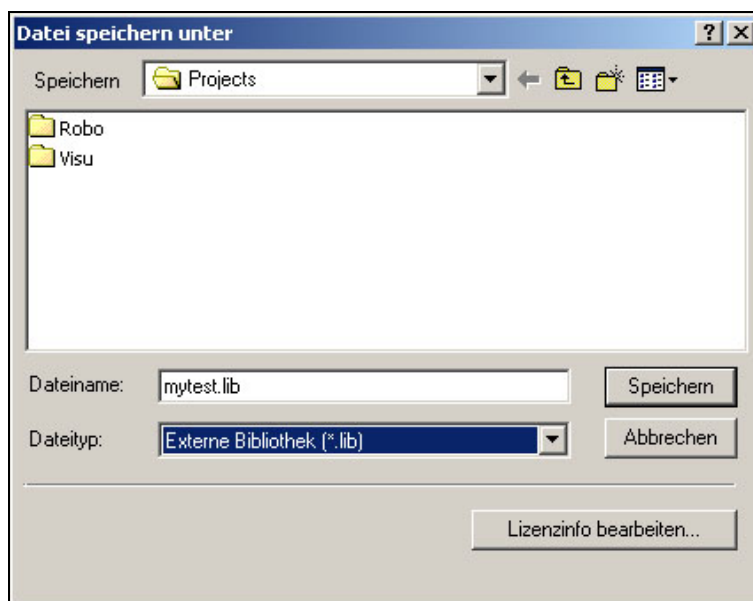 Datei speichern unter
Speichern Projects
Robo
Visu
Dateiname: mytest.lib Speichern
Dateityp: Externe Bibliothek (*.lib) Abbrechen
Lizenzinfo bearbeiten...